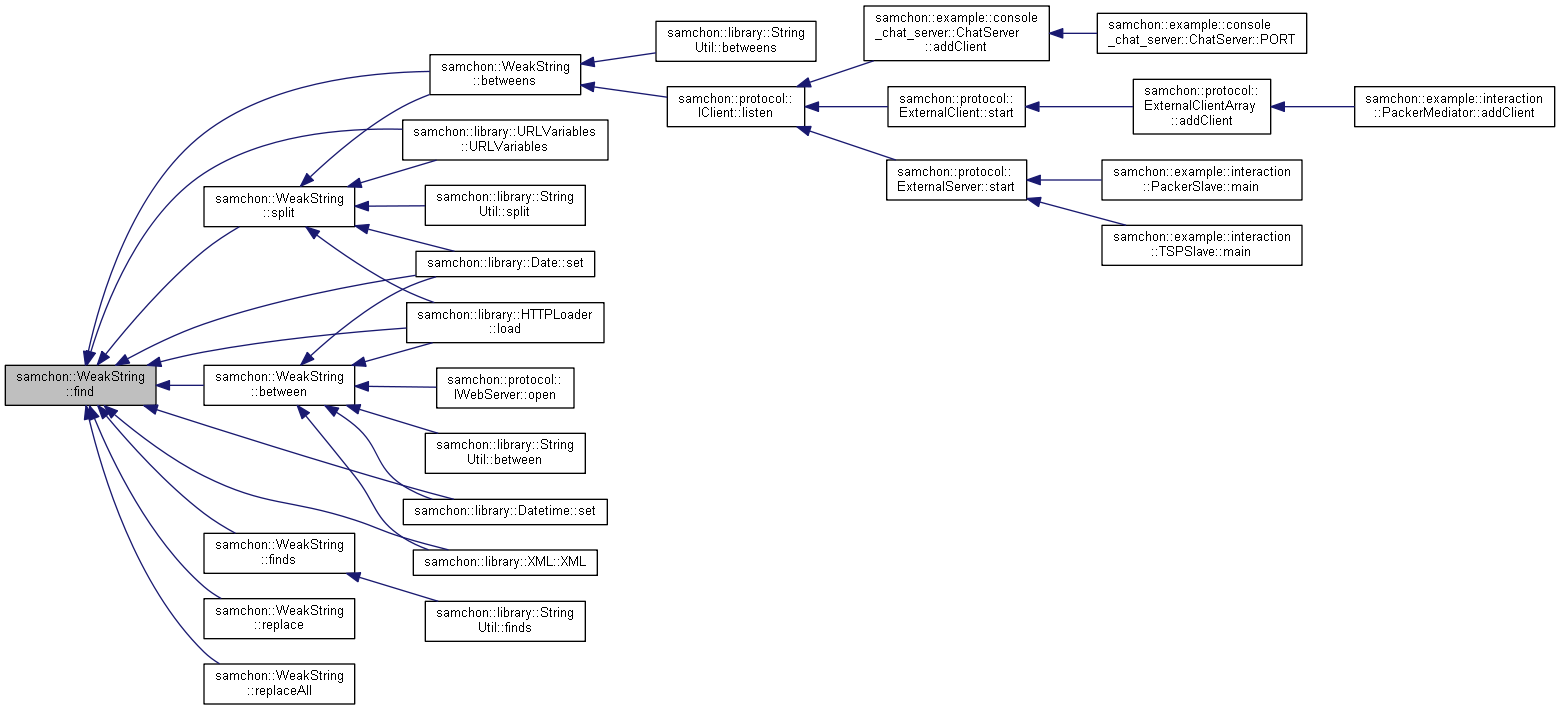 samchon::WeakString
::find
samchon::WeakString
::split
samchon::WeakString
::between
samchon::WeakString
::finds
samchon::WeakString
::replace
samchon::WeakString
::replaceAll
samchon::WeakString
::betweens
samchon::library::URLVariables
::URLVariables
samchon::library::String
Util::split
samchon::library::Date::set
samchon::library::HTTPLoader
::load
samchon::protocol::
IWebServer::open
samchon::library::String
Util::between
samchon::library::Datetime::set
samchon::library::XML::XML
samchon::library::String
Util::finds
samchon::library::String
Util::betweens
samchon::protocol::
IClient::listen
samchon::example::console
_chat_server::ChatServer
::addClient
samchon::protocol::
ExternalClient::start
samchon::protocol::
ExternalServer::start
samchon::example::console
_chat_server::ChatServer::PORT
samchon::protocol::
ExternalClientArray
::addClient
samchon::example::interaction
::PackerSlave::main
samchon::example::interaction
::TSPSlave::main
samchon::example::interaction
::PackerMediator::addClient